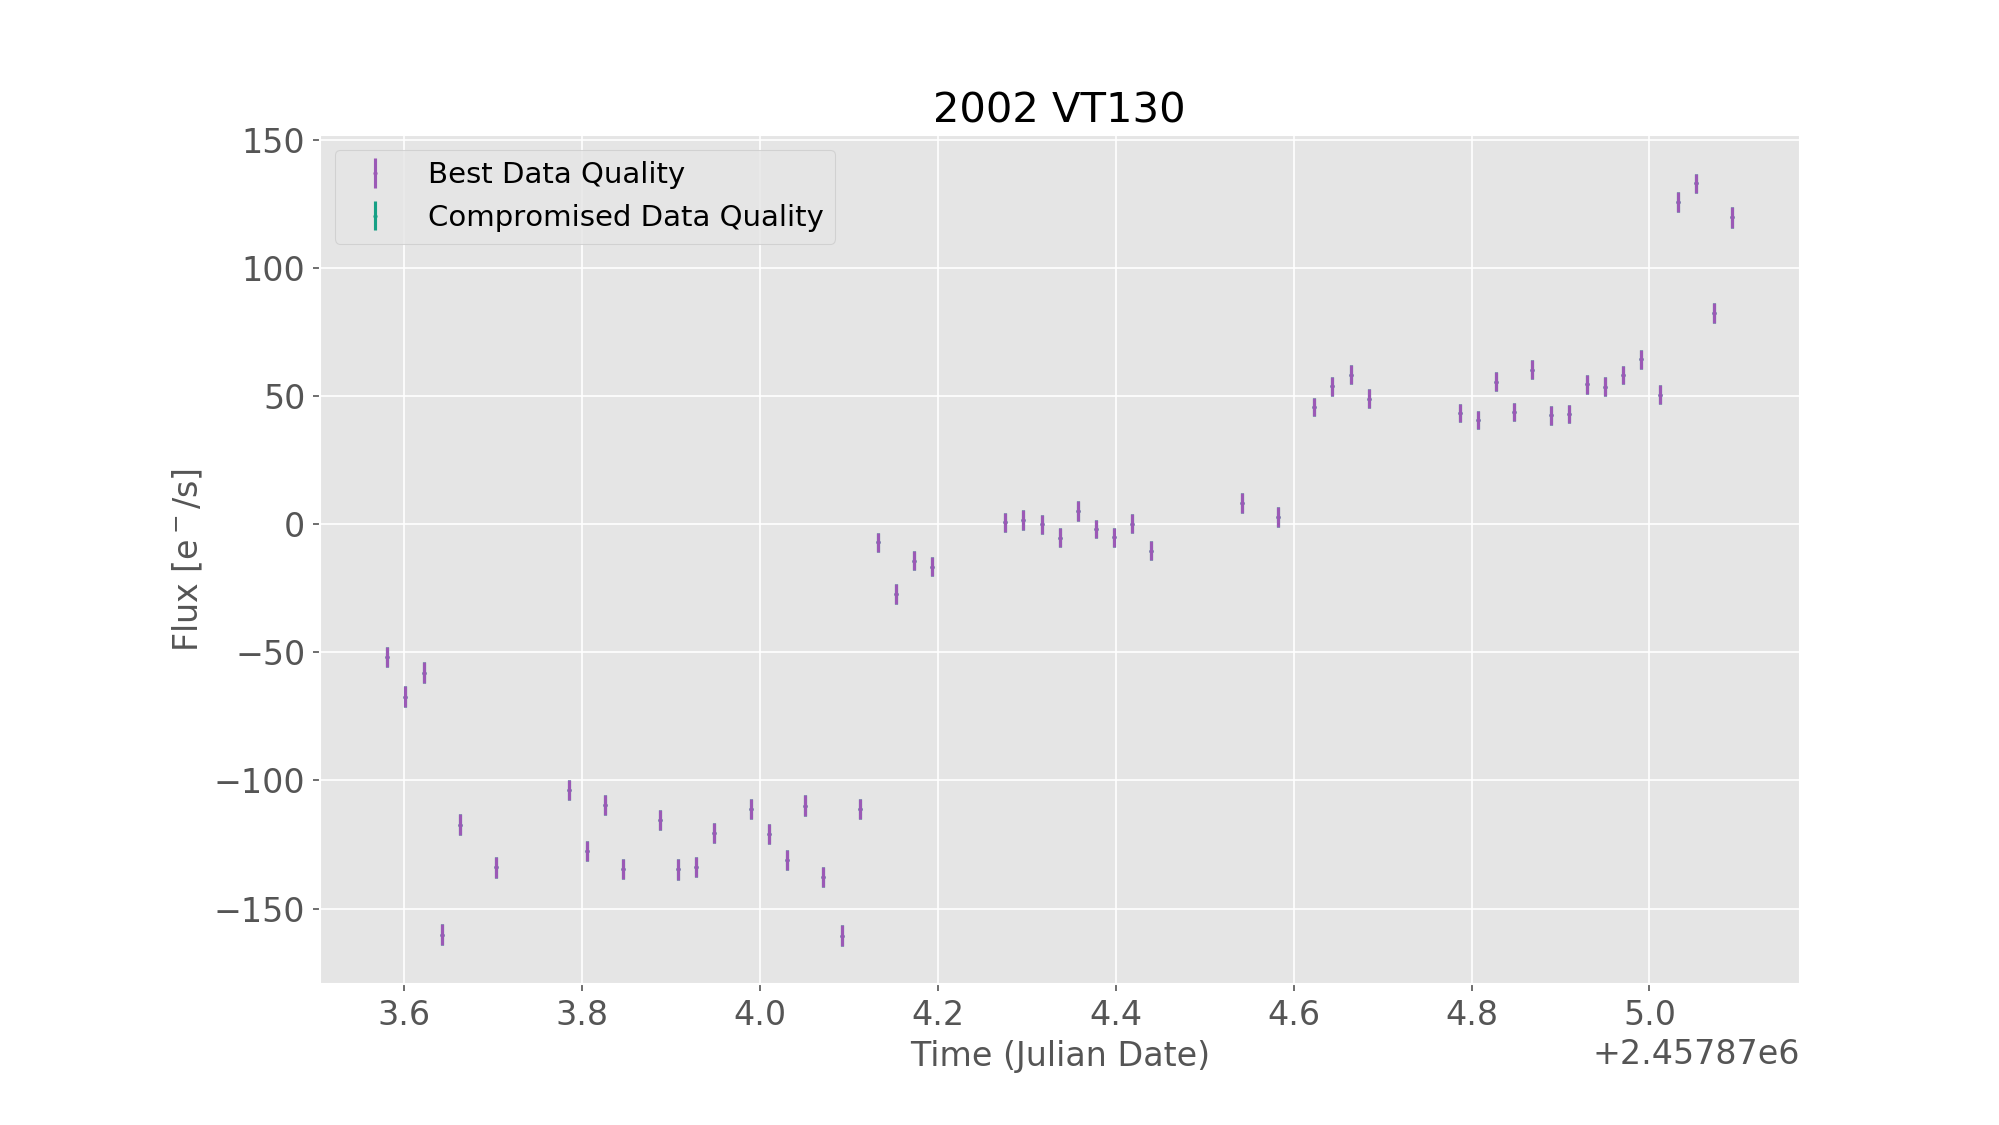 2002 VT130
150
100
50
0
−50
−100
−150
Flux [e⁻/s]
Best Data Quality
Compromised Data Quality
3.6 3.8 4.0 4.2 4.4 4.6 4.8 5.0
Time (Julian Date)
+2.45787e6